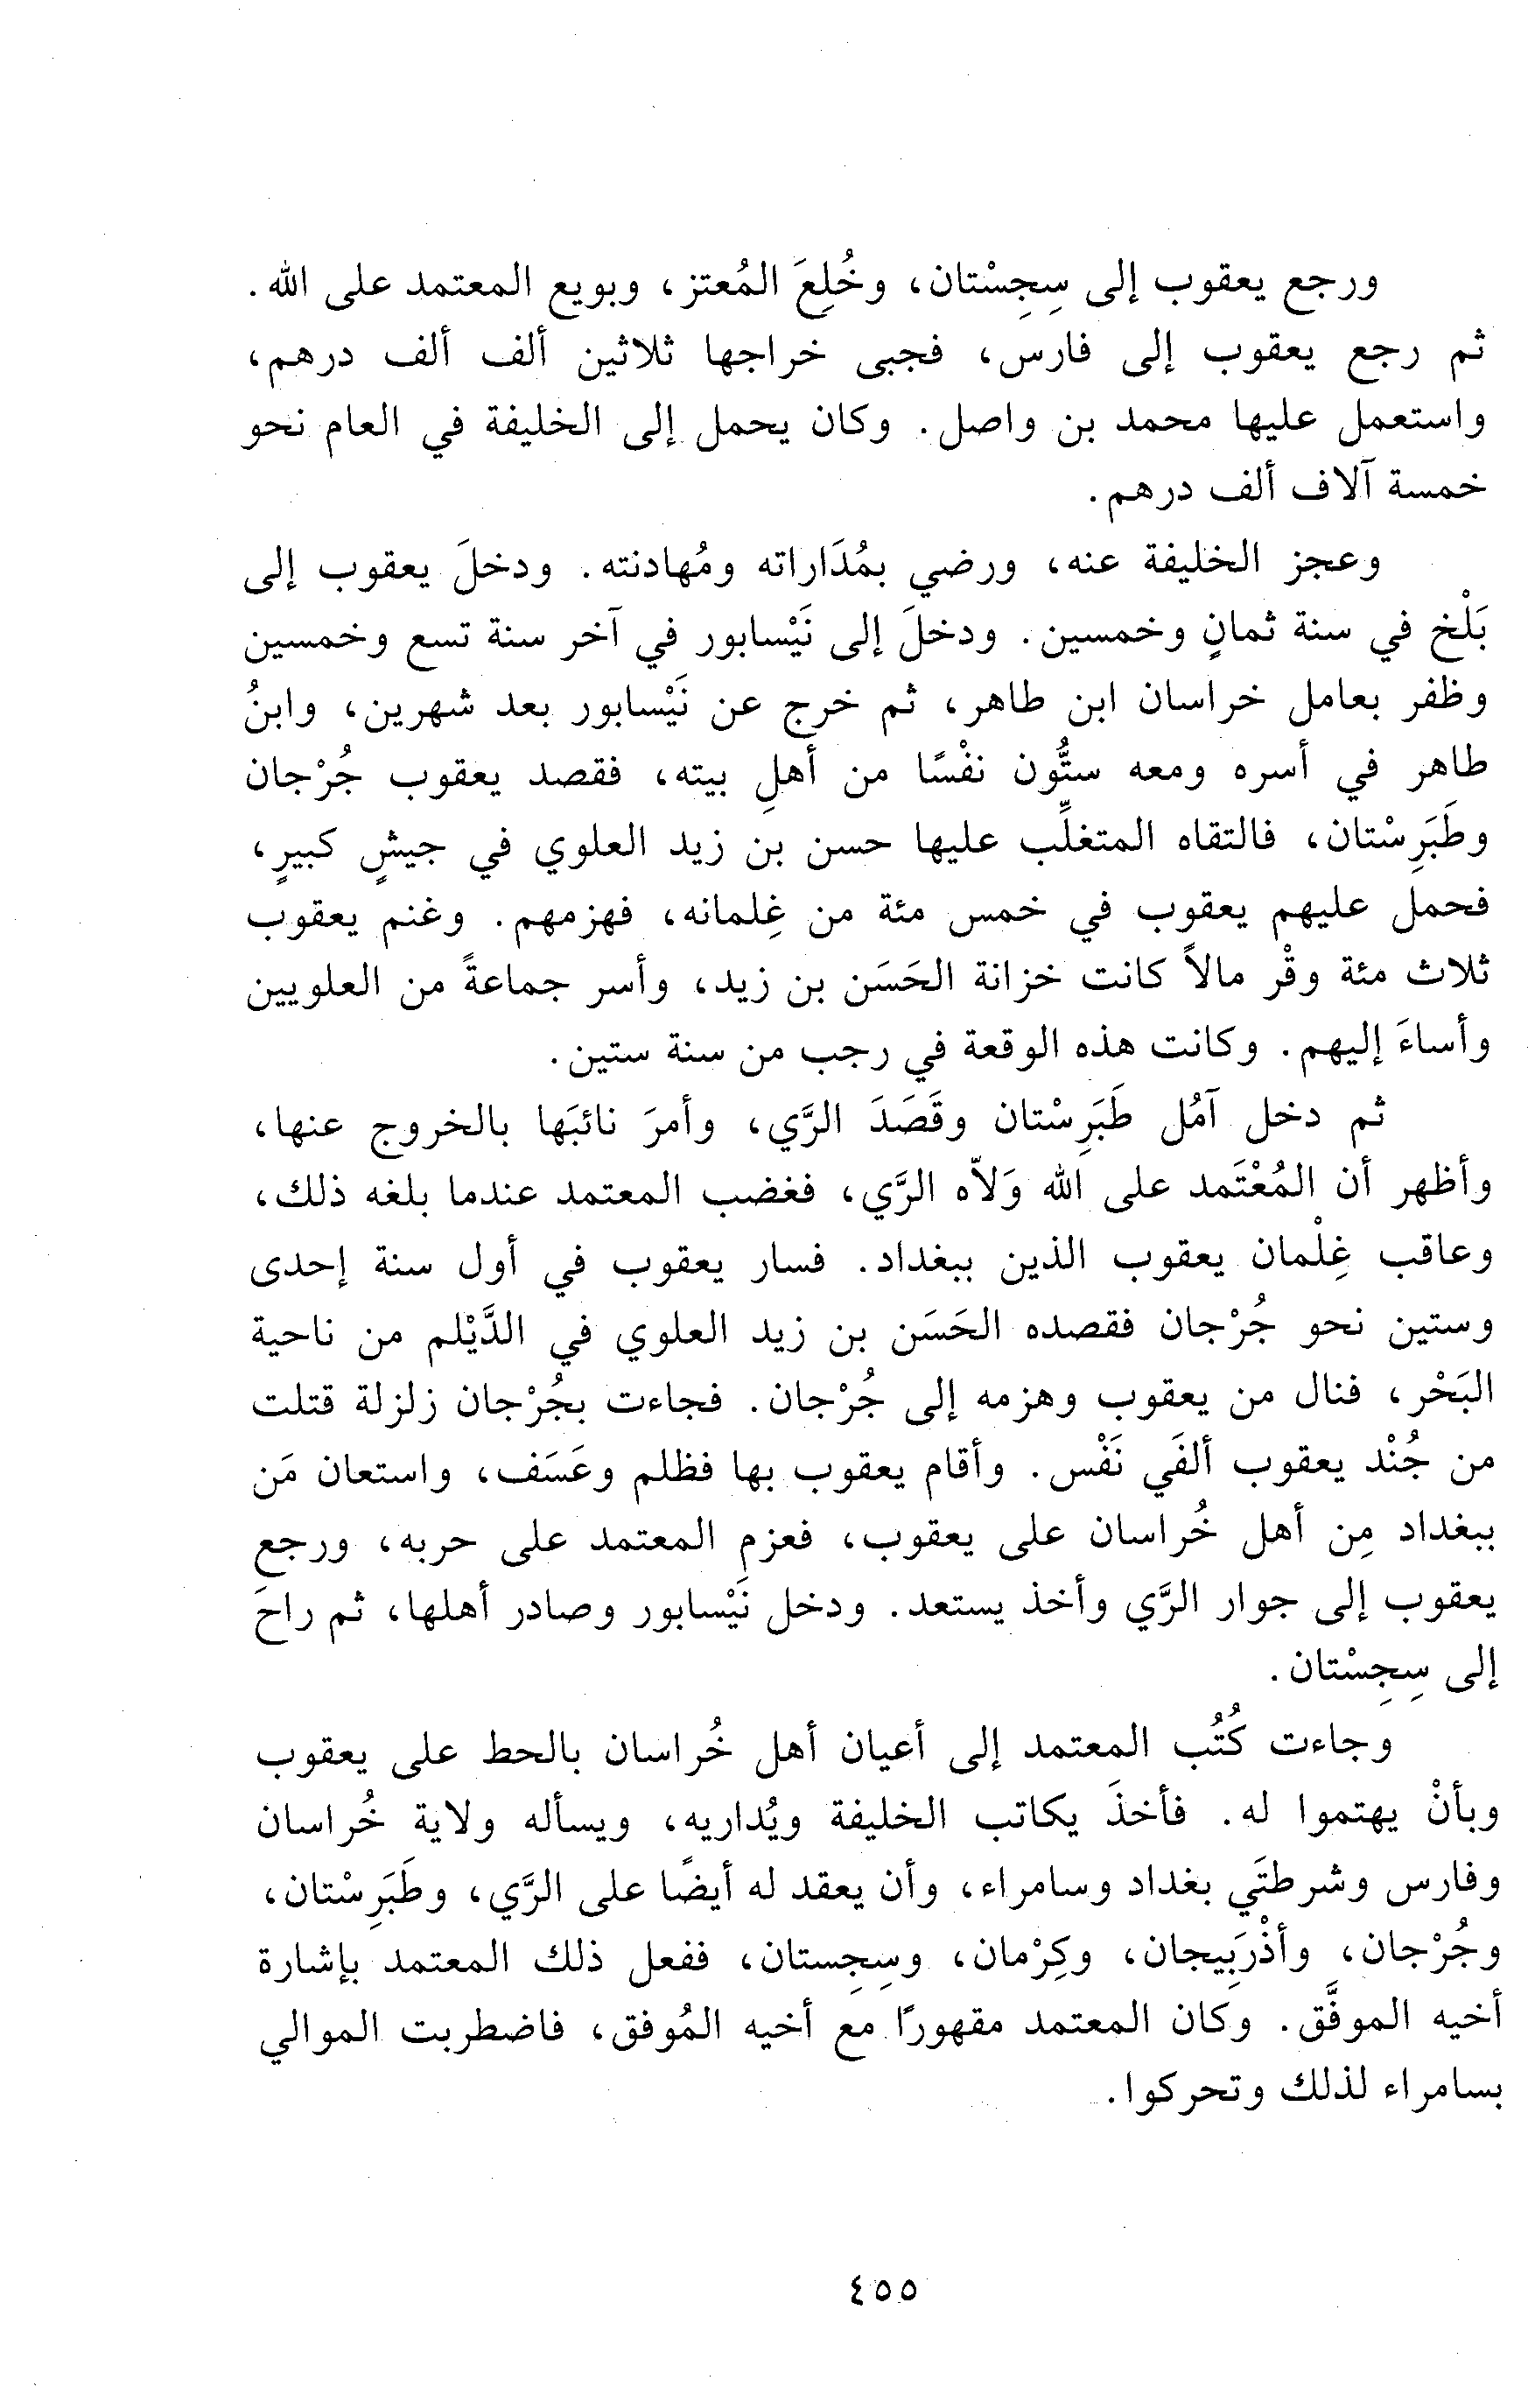 ورجع يعقوب إلى سِجِسْتان، وخُلِعَ المُعتز، وبويع المعتمد على الله.
ثم رجع يعقوب إلى فارس، فجبى خراجها ثلاثين ألف ألف درهم،
واستعمل عليها محمد بن واصل. وكان يحمل إلى الخليفة في العام نحو
خمسة آلاف ألف درهم.
وعجز الخليفة عنه، ورضي بمُدَاراته ومُهادنته. ودخلَ يعقوب إلى
بَلْخ في سنة ثمانٍ وخمسين. ودخلَ إلى نَيْسابور في آخر سنة تسع وخمسين
وظفر بعامل خراسان ابن طاهر، ثم خرج عن نَيْسابور بعد شهرين، وابنُ
طاهر في أسره ومعه ستُّون نفْسًا من أهلِ بيته، فقصد يعقوب جُرْجان
وطَبَرِسْتان، فالتقاه المتغلِّب عليها حسن بن زيد العلوي في جيشٍ كبيرٍ،
فحمل عليهم يعقوب في خمس مئة من غِلمانه، فهزمهم. وغنم يعقوب
ثلاث مئة وقْر مالاً كانت خزانة الحَسَن بن زيد، وأسر جماعةً من العلويين
وأساءَ إليهم. وكانت هذه الوقعة في رجب من سنة ستين.
ثم دخل آمُل طَبَرِسْتان وقَصَدَ الرَّي، وأمرَ نائبَها بالخروج عنها،
وأظهر أن المُعْتَمد على الله وَلاّه الرَّي، فغضب المعتمد عندما بلغه ذلك،
وعاقب غِلْمان يعقوب الذين ببغداد. فسار يعقوب في أول سنة إحدى
وستين نحو جُرْجان فقصده الحَسَن بن زيد العلوي في الدَّيْلم من ناحية
البَحْر، فنال من يعقوب وهزمه إلى جُرْجان. فجاءت بجُرْجان زلزلة قتلت
من جُنْد يعقوب ألفَي نَفْس. وأقام يعقوب بها فظلم وعَسَف، واستعان مَن
ببغداد مِن أهل خُراسان على يعقوب، فعزم المعتمد على حربه، ورجع
يعقوب إلى جوار الرَّي وأخذ يستعد. ودخل نَيْسابور وصادر أهلها، ثم راحَ
إلى سِجِسْتان.
وجاءت كُتُب المعتمد إلى أعيان أهل خُراسان بالحط على يعقوب
وبأنْ يهتموا له. فأخذَ يكاتب الخليفة ويُداريه، ويسأله ولاية خُراسان
وفارس وشرطتَي بغداد وسامراء، وأن يعقد له أيضًا على الرَّي، وطَبَرِسْتان،
وجُرْجان، وأذْرَبِيجان، وكِرْمان، وسِجِستان، ففعل ذلك المعتمد بإشارة
أخيه الموفَّق. وكان المعتمد مقهورًا مع أخيه المُوفق، فاضطربت الموالي
بسامراء لذلك وتحركوا.
٤٥٥